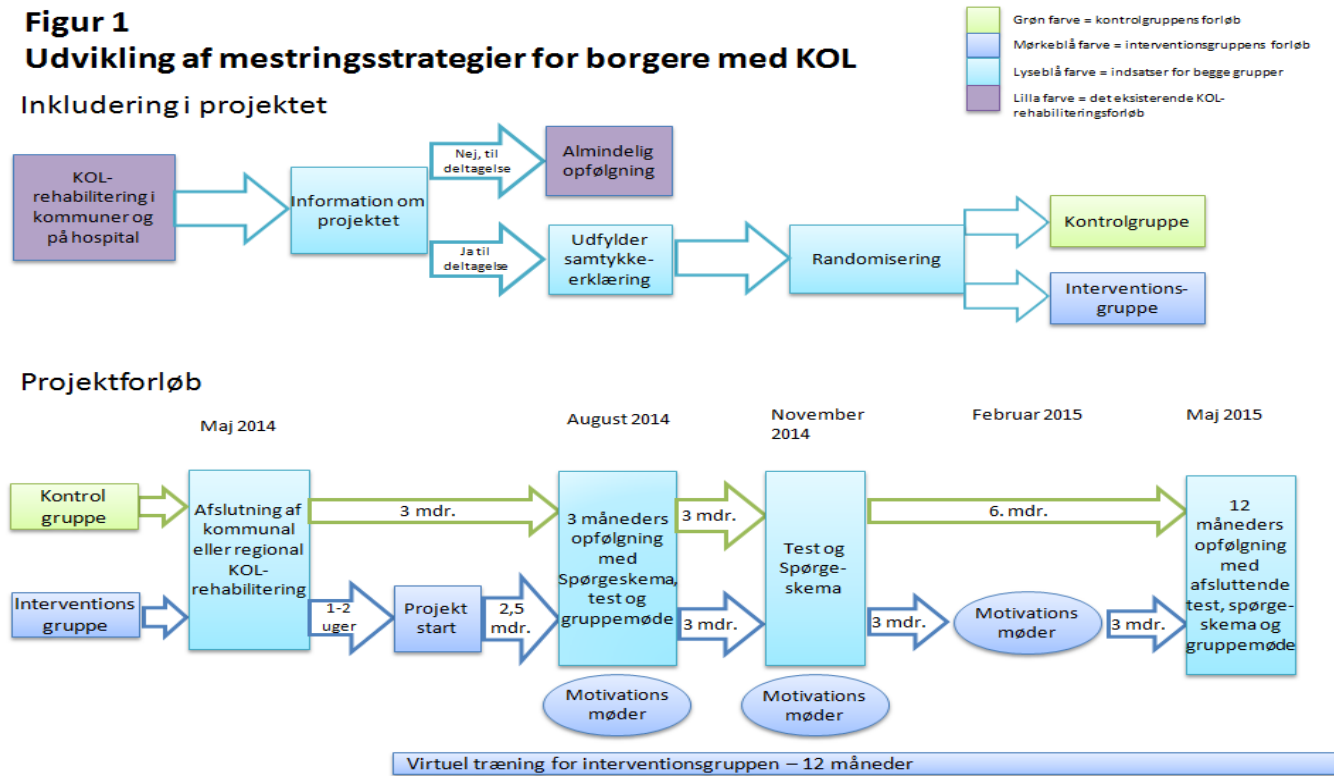 Figur 1
Udvikling af mestringsstrategier for borgere med KOL
Grøn farve = kontrolgruppens forløb
Mørkeblå farve = interventionsgruppens forløb
Lyseblå farve = indsatser for begge grupper
Lilla farve = det eksisterende KOL-
rehabiliteringsforløb
Inkludering i projektet
KOL-
rehabilitering i
kommuner og
på hospital
Information om
projektet
Nej, til
deltagelse
Almindelig
opfølgning
Ja til
deltagelse
Udfylder
samtykke-
erklæring
Randomisering
Kontrolgruppe
Interventions-
gruppe
Projektforløb
Maj 2014
August 2014
November
2014
Februar 2015
Maj 2015
Kontrol
gruppe
Interventions
gruppe
Afslutning af
kommunal
eller regional
KOL-
rehabilitering
3 mdr.
1-2
uger
Projekt
start
2,5
mdr.
3 måneders
opfølgning
med
Spørgeskema,
test og
gruppemøde
3 mdr.
3 mdr.
Test og
Spørge-
skema
6. mdr.
3 mdr.
Motivations
møder
3 mdr.
12
måneders
opfølgning
med
afsluttende
test, spørge-
skema og
gruppemøde
Motivations
møder
Motivations
møder
Virtuel træning for interventionsgruppen – 12 måneder